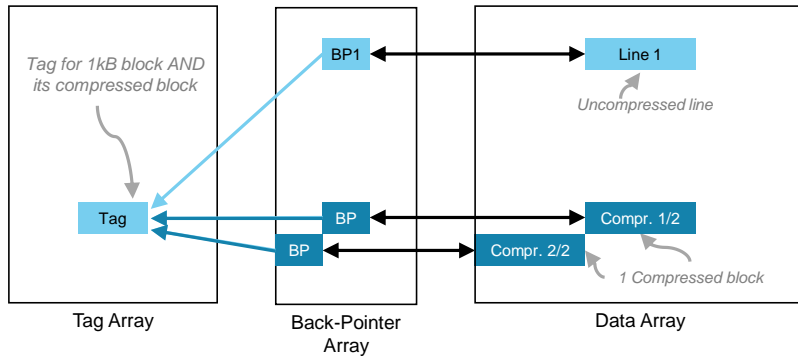 Tag for 1kB block AND
its compressed block
BP1
Line 1
Uncompressed line
Tag
BP
Compr. 1/2
BP
Compr. 2/2
1 Compressed block
Tag Array
Back-Pointer
Array
Data Array